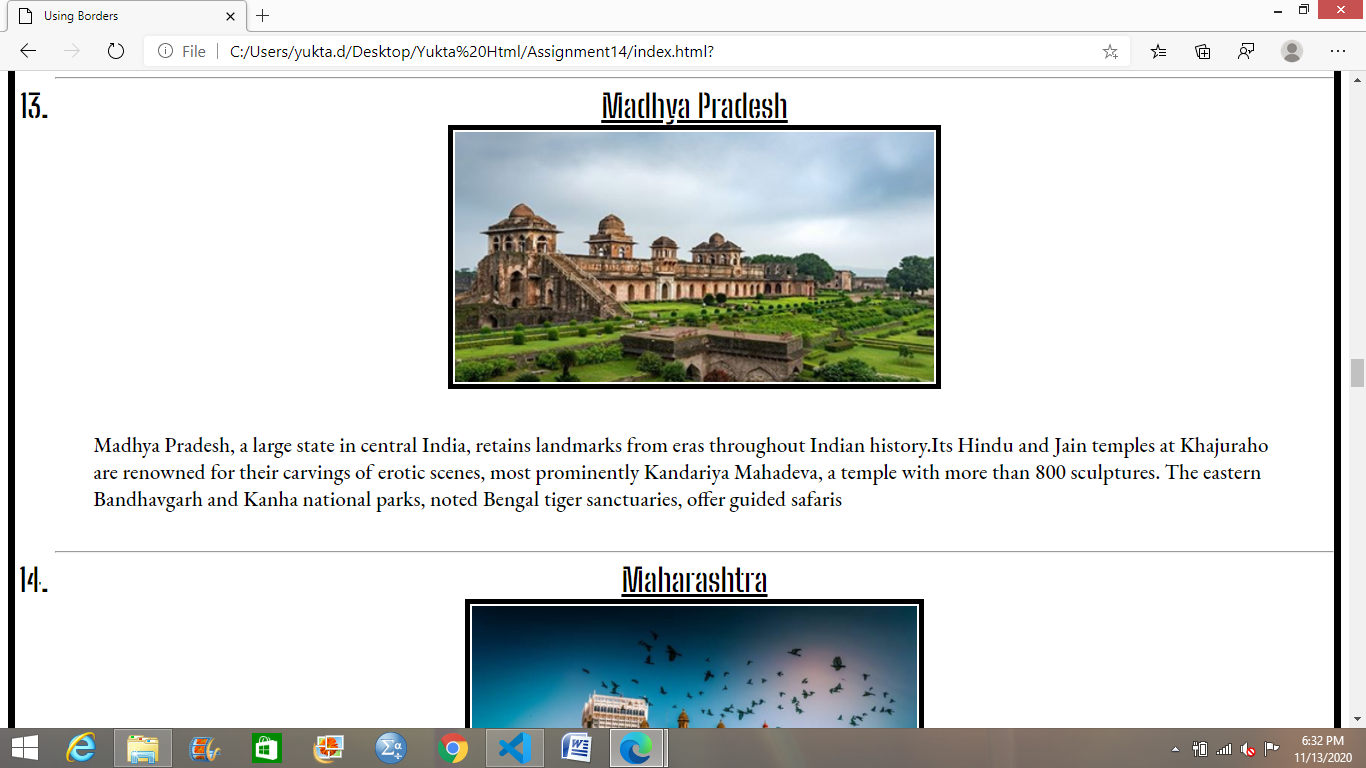 Using Borders
File
C:/Users/yukta.d/Desktop/Yukta%20Html/Assignment14/index.html?
13. Madhya Pradesh
Madhya Pradesh, a large state in central India, retains landmarks from eras throughout Indian history.Its Hindu and Jain temples at Khajuraho
are renowned for their carvings of erotic scenes, most prominently Kandariya Mahadeva, a temple with more than 800 sculptures. The eastern
Bandhavgarh and Kanha national parks, noted Bengal tiger sanctuaries, offer guided safaris
14. Maharashtra
6:32 PM
11/13/2020